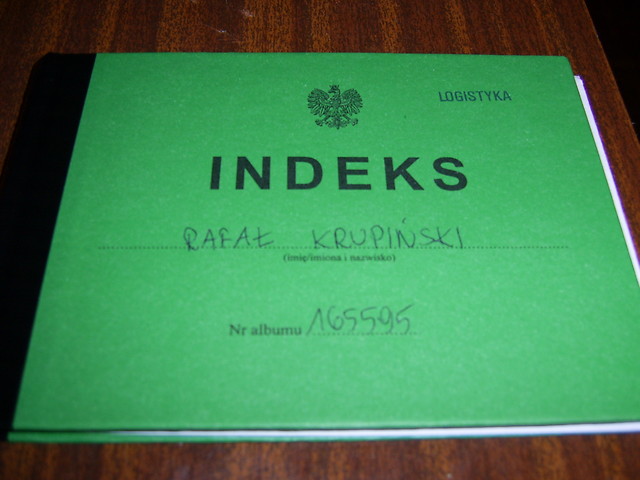 LOGISTYKA
INDEKS
RAFAŁ KRUPIŃSKI
(imię/imiona i nazwisko)
Nr albumu 165595